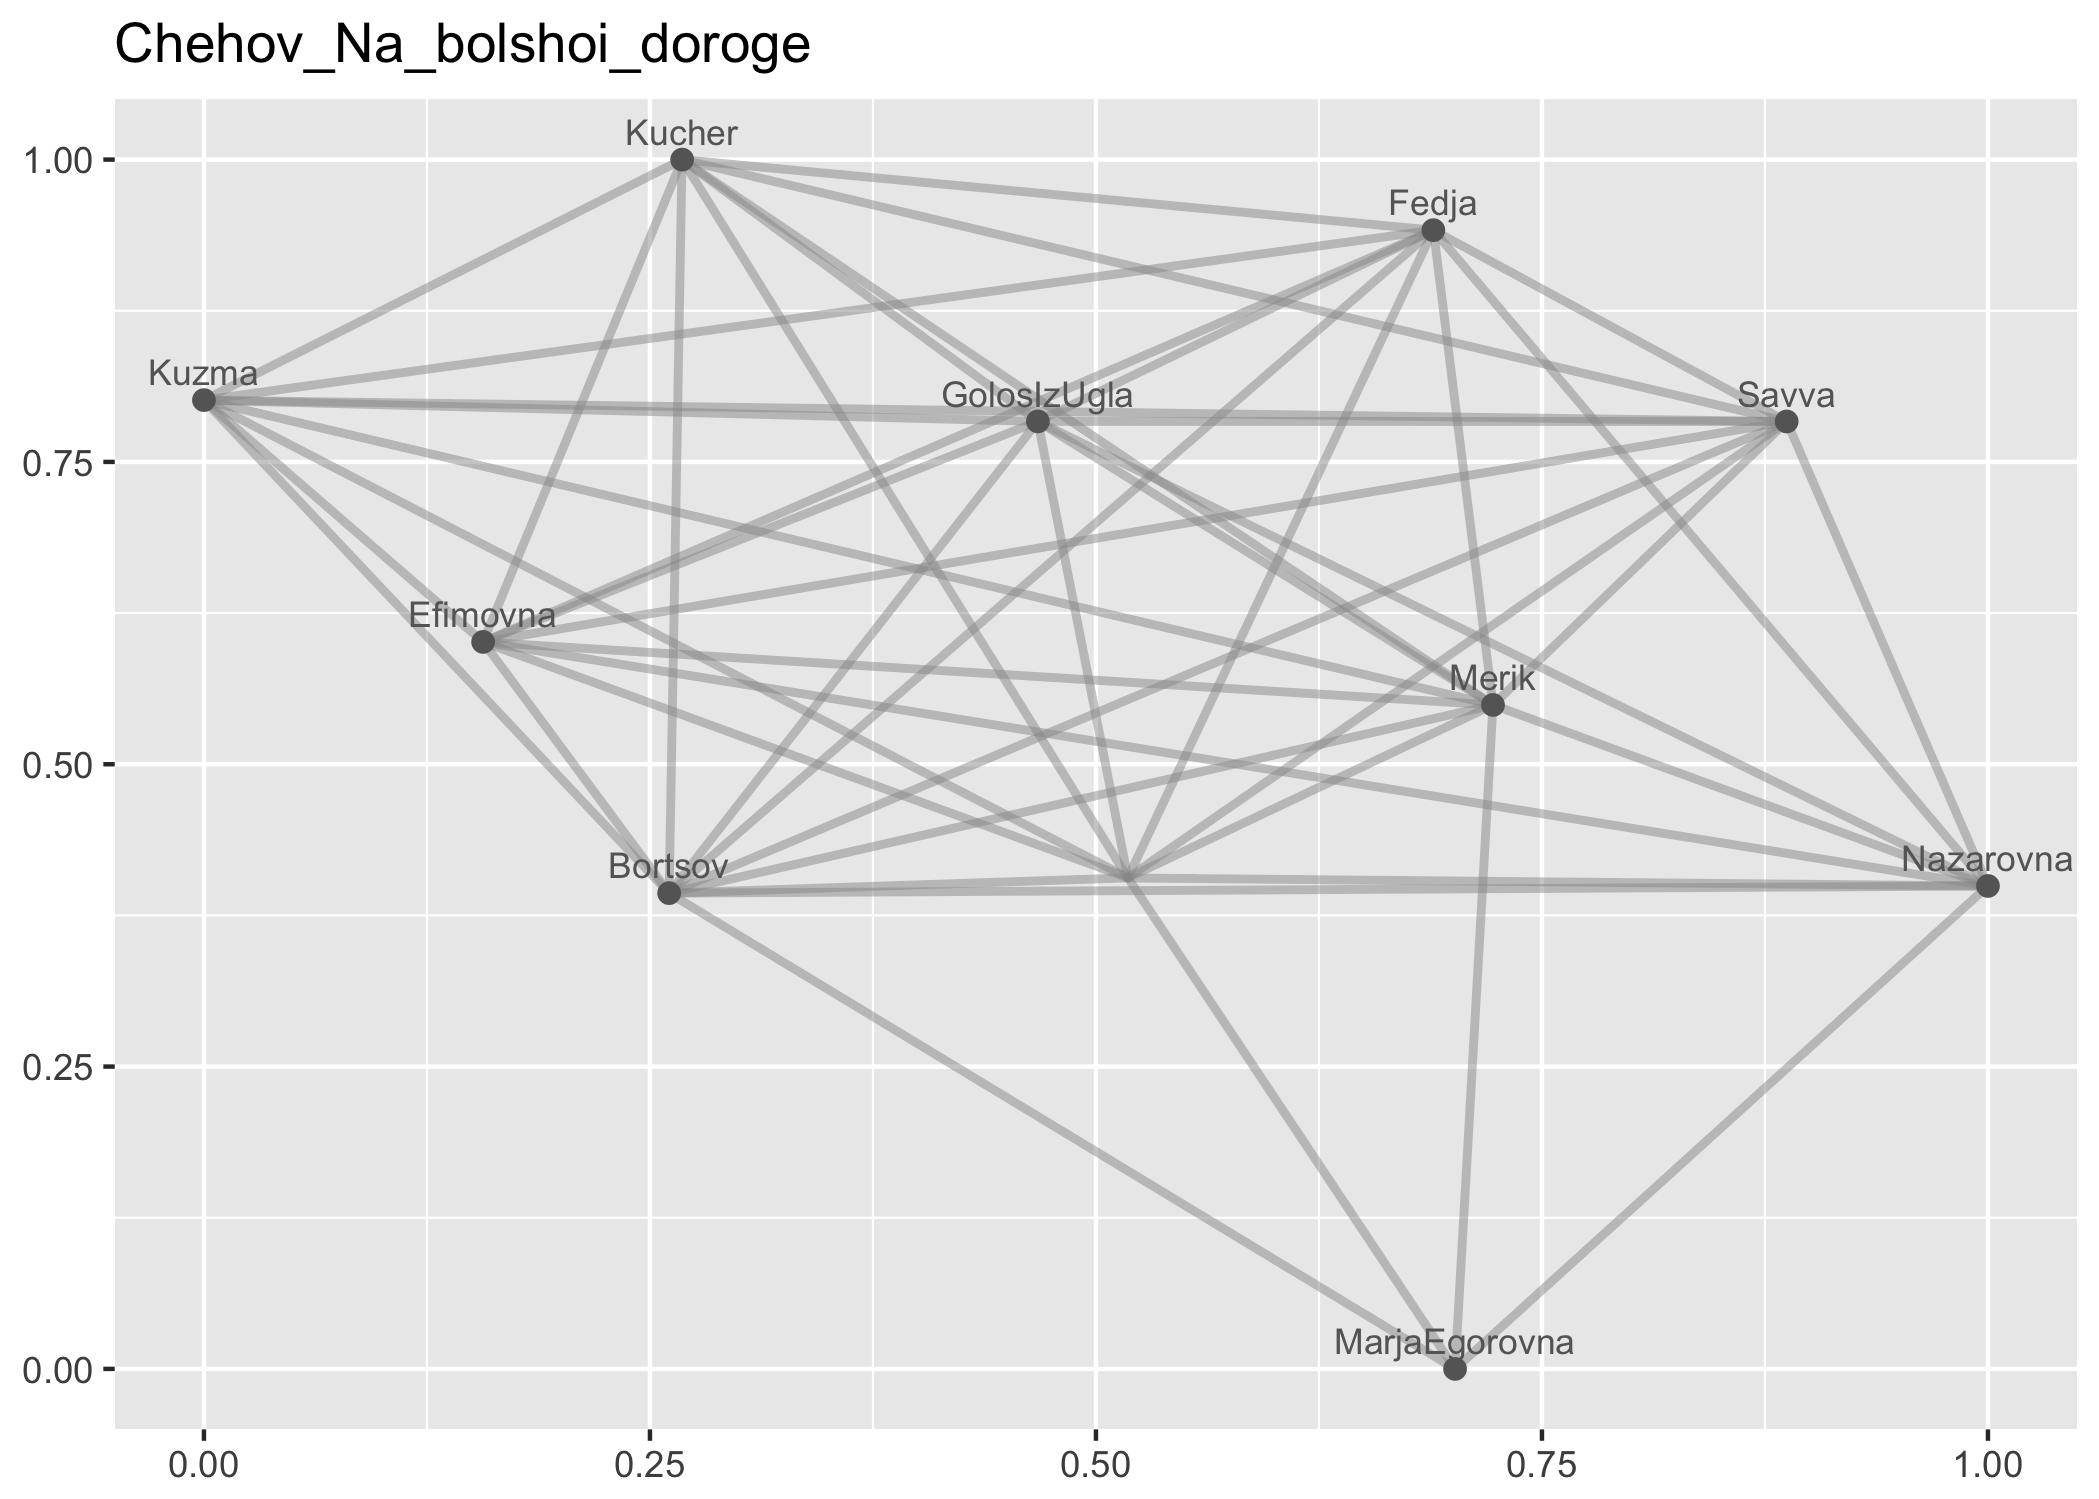 Chehov_Na_bolshoi_doroge
Kucher
1.00
Fedja
Kuzma
GolosIzUgla
Savva
0.75
Efimovna
Merik
0.50
Bortsov
Nazarovna
0.25
MarjaEgorovna
0.00
0.00
0.25
0.50
0.75
1.00